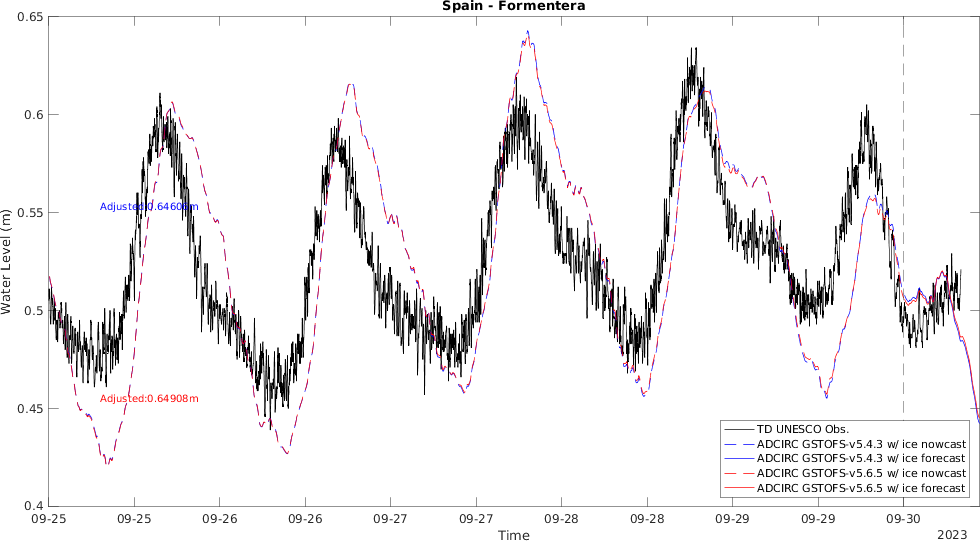 Spain - Formentera
0.65
0.6
0.55
0.5
0.45
0.4
Water Level (m)
Adjusted:0.64908m
TD UNESCO Obs.
ADCIRC GSTOFS-v5.4.3 w/ ice nowcast
ADCIRC GSTOFS-v5.4.3 w/ ice forecast
ADCIRC GSTOFS-v5.6.5 w/ ice nowcast
ADCIRC GSTOFS-v5.6.5 w/ ice forecast
09-25 09-25 09-26 09-26 09-27 09-27 09-28 09-28 09-29 09-29 09-30
Time
2023